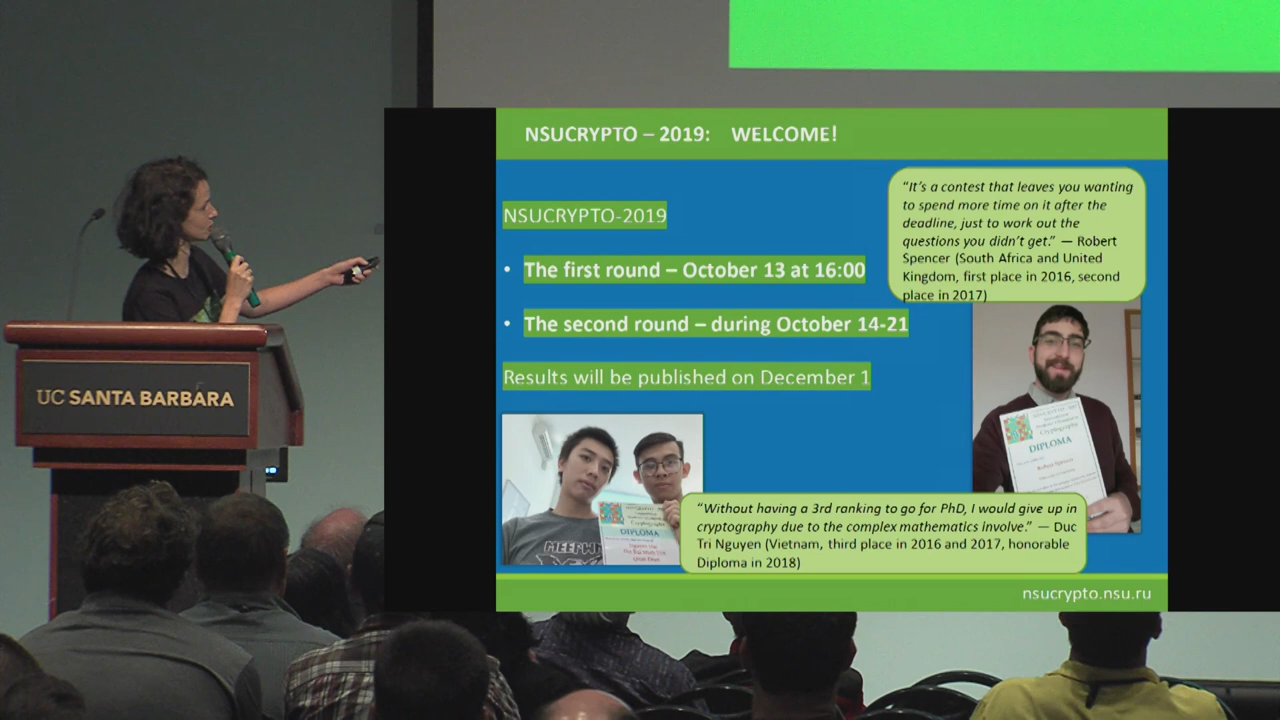 NSUCRYPTO – 2019: WELCOME!
NSUCRYPTO-2019
• The first round – October 13 at 16:00
• The second round – during October 14-21
Results will be published on December 1
“It’s a contest that leaves you wanting
to spend more time on it after the
deadline, just to work out the
questions you didn’t get.” — Robert
Spencer (South Africa and United
Kingdom, first place in 2016, second
place in 2017)
DIPLOMA
DIPLOMA
“Without having a 3rd ranking to go for PhD, I would give up in
cryptography due to the complex mathematics involve.” — Duc
Tri Nguyen (Vietnam, third place in 2016 and 2017, honorable
Diploma in 2018)
nsucrypto.nsu.ru
UC SANTA BARBARA